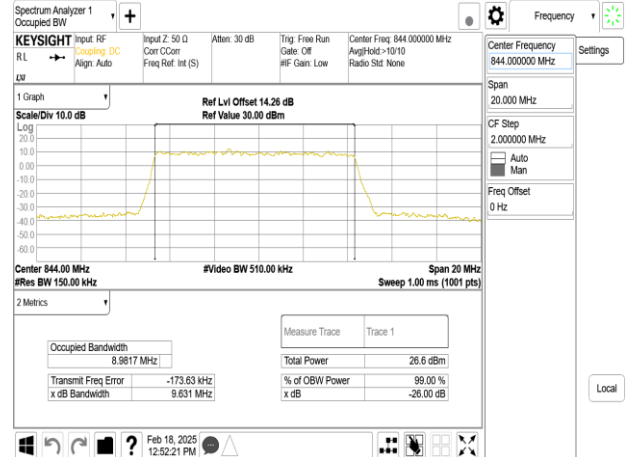 Spectrum Analyzer 1
Occupied BW
Frequency
KEYSIGHT
RL
Input: RF
Coupling: DC
Align: Auto
Input Z: 50 Ω
Corr CCorr
Freq Ref: Int (S)
Atten: 30 dB
Trig: Free Run
Gate: Off
#IF Gain: Low
Center Freq: 844.000000 MHz
Avg|Hold:>10/10
Radio Std: None
LXI
1 Graph
Scale/Div 10.0 dB
Ref Lvl Offset 14.26 dB
Ref Value 30.00 dBm
Log
20.0
10.0
0.00
-10.0
-20.0
-30.0
-40.0
-50.0
-60.0
Center 844.00 MHz
#Res BW 150.00 kHz
#Video BW 510.00 kHz
Span 20 MHz
Sweep 1.00 ms (1001 pts)
2 Metrics
Measure Trace
Trace 1
Occupied Bandwidth
8.9817 MHz
Total Power
26.6 dBm
Transmit Freq Error
-173.63 kHz
% of OBW Power
99.00 %
x dB Bandwidth
9.631 MHz
x dB
-26.00 dB
Feb 18, 2025
12:52:21 PM
Center Frequency
844.000000 MHz
Settings
Span
20.000 MHz
CF Step
2.000000 MHz
Auto
Man
Freq Offset
0 Hz
Local